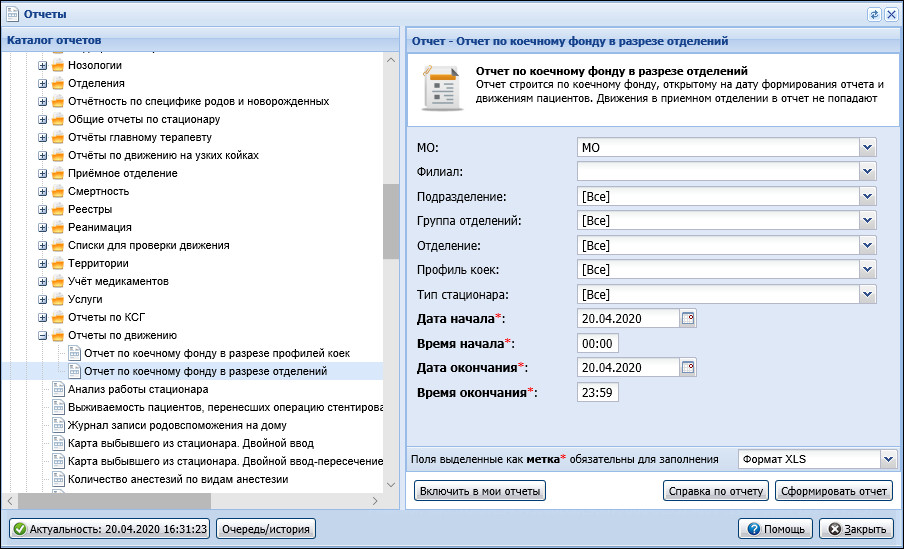 Отчеты
Каталог отчетов
Нозологии
Отделения
Отчётность по специфике родов и новорожденных
Общие отчеты по стационару
Отчёты главному терапевту
Отчёты по движению на узких койках
Приёмное отделение
Смертность
Реестры
Реанимация
Списки для проверки движения
Территории
Учёт медикаментов
Услуги
Отчеты по КСГ
Отчеты по движению
Отчет по коечному фонду в разрезе профилей коек
Отчет по коечному фонду в разрезе отделений
Анализ работы стационара
Выживаемость пациентов, перенесших операцию стентирова
Журнал записи родовспоможения на дому
Карта выбывшего из стационара. Двойной ввод
Карта выбывшего из стационара. Двойной ввод-пересечение
Количество анестезий по видам анестезии
Отчет - Отчет по коечному фонду в разрезе отделений
Отчет по коечному фонду в разрезе отделений
Отчет строится по коечному фонду, открытому на дату формирования отчета и
движениям пациентов. Движения в приемном отделении в отчет не попадают
МО: МО
Филиал:
Подразделение: [Все]
Группа отделений: [Все]
Отделение: [Все]
Профиль коек: [Все]
Тип стационара: [Все]
Дата начала*: 20.04.2020
Время начала*: 00:00
Дата окончания*: 20.04.2020
Время окончания*: 23:59
Поля выделенные как метка* обязательны для заполнения Формат XLS
Включить в мои отчеты Справка по отчету Сформировать отчет
Актуальность: 20.04.2020 16:31:23 Очередь/история Помощь Закрыть